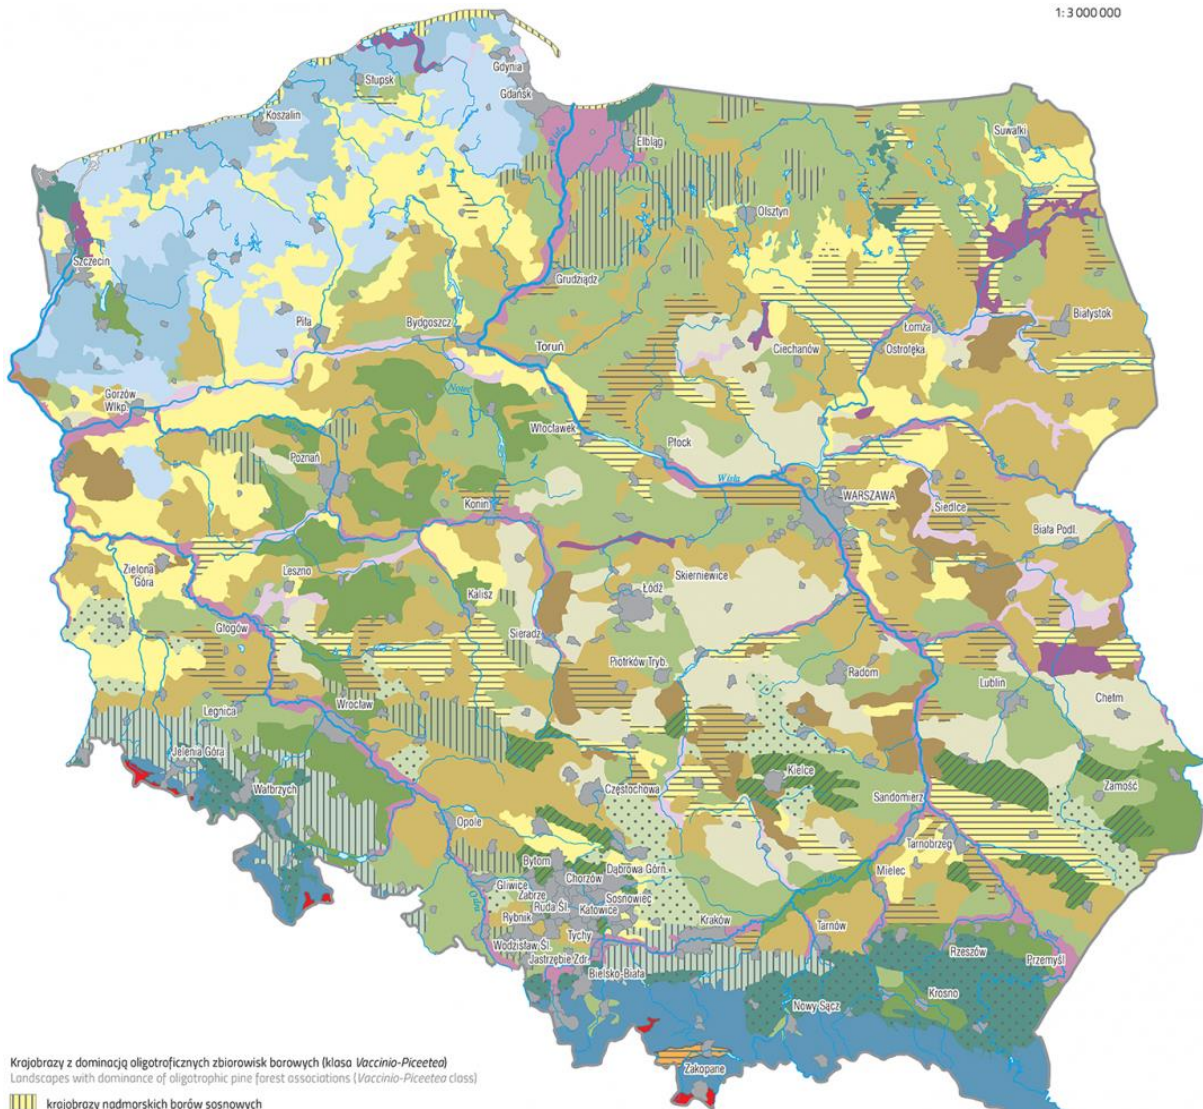 1: 3 000 000
Gdynia
Słupsk
Gdańsk
Koszalin
Wisła
Elbląg
Suwałki
Olsztyn
Szczecin
Grudziądz
Piła
Bydgoszcz
Toruń
Ciechanów
Łomża
Narew
Białystok
Ostrołęka
Gorzów
Wlkp.
Noteć
Warta
Włocławek
Płock
Poznań
Wisła
WARSZAWA
Konin
Siedlce
Biała Podl.
Zielona
Góra
Leszno
Skierniewice
Kalisz
Łódź
Głogów
Sieradz
Piotrków Tryb.
Radom
Lublin
Chełm
Wrocław
Legnica
Jelenia Góra
Kielce
Wałbrzych
Częstochowa
Zamość
Sandomierz
Opole
Tarnobrzeg
Bytom
Dąbrowa Górn.
Mielec
Chorzów
Gliwice
Zabrze
Sosnowiec
Wisła
Ruda Śl.
Katowice
Odra
Rybnik
Kraków
Tychy
Tarnów
Wodzisław Śl.
Rzeszów
Jastrzębie Zdr.
Przemyśl
Bielsko-Biała
Krosno
Nowy Sącz
Zakopane
Krajobrazy z dominacją oligotroficznych zbiorowisk borowych (klasa Vaccinio-Piceetea)
Landscapes with dominance of oligotrophic pine forest associations (Vaccinio-Piceetea class)
krajobrazy nadmorskich borów sosnowych